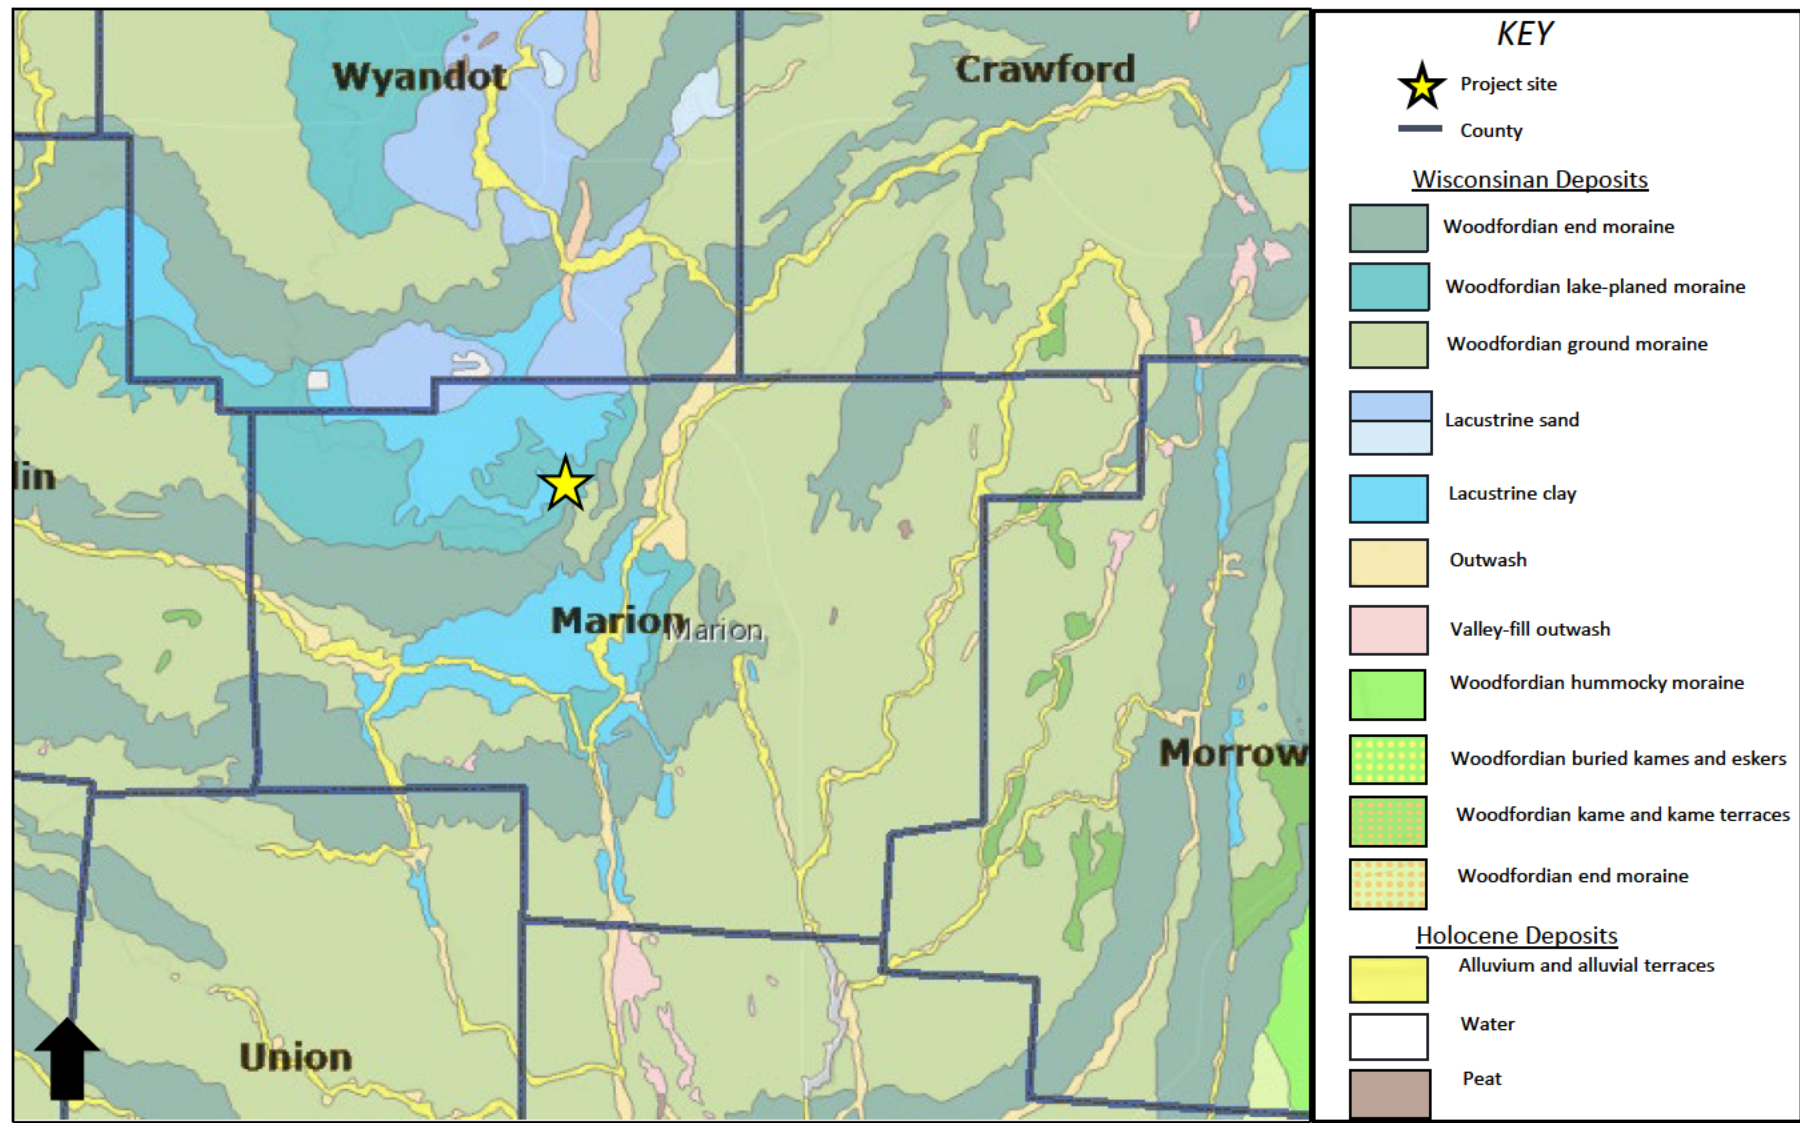 Wyandot
Crawford
lin
Marion
Marion
Morrow
Union
KEY
Project site
County
Wisconsinan Deposits
Woodfordian end moraine
Woodfordian lake-planed moraine
Woodfordian ground moraine
Lacustrine sand
Lacustrine clay
Outwash
Valley-fill outwash
Woodfordian hummocky moraine
Woodfordian buried kames and eskers
Woodfordian kame and kame terraces
Woodfordian end moraine
Holocene Deposits
Alluvium and alluvial terraces
Water
Peat